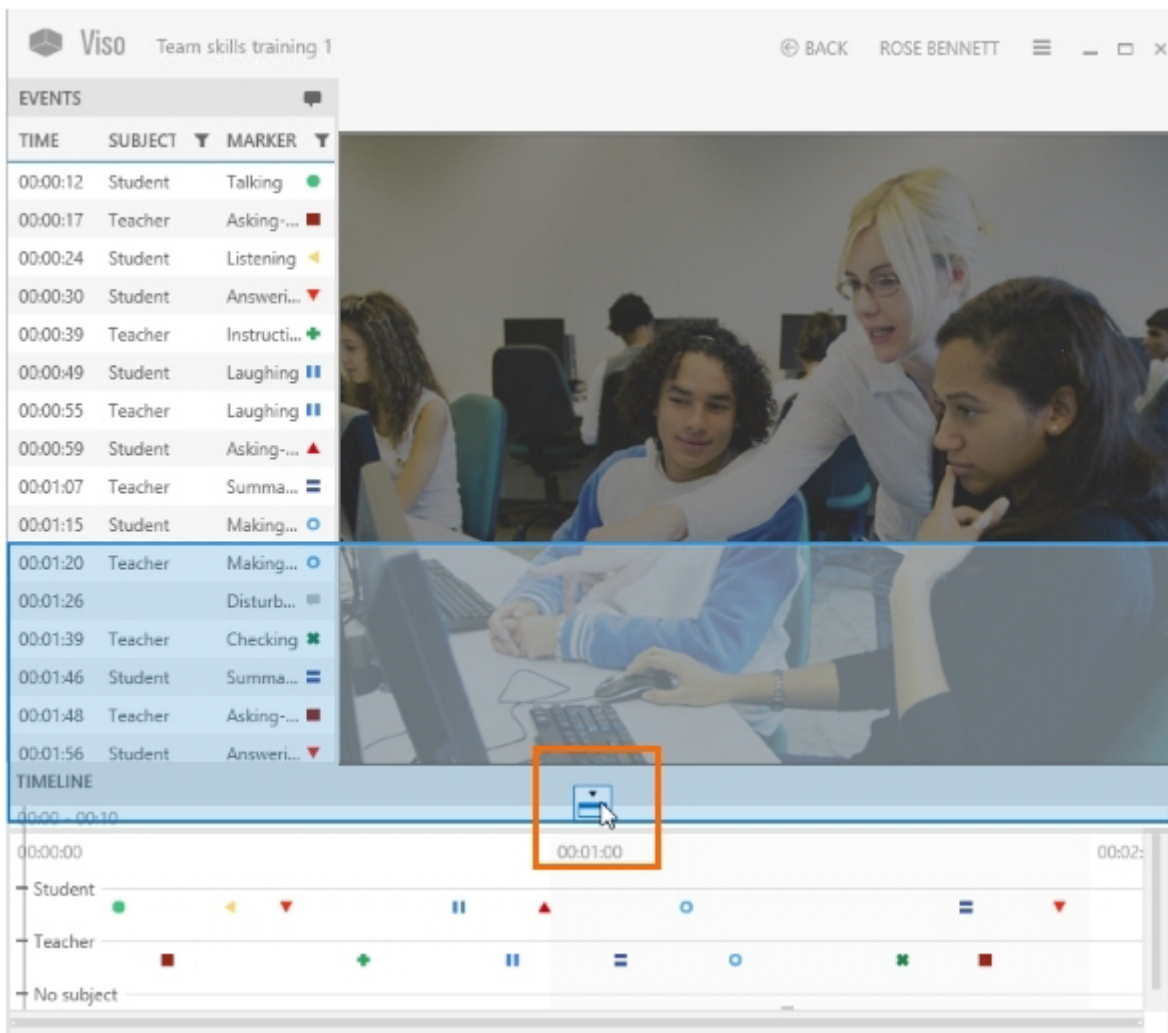 Viso Team skills training 1 BACK ROSE BENNETT
EVENTS
TIME SUBJECT MARKER
00:00:12 Student Talking
00:00:17 Teacher Asking-...
00:00:24 Student Listening
00:00:30 Student Answeri...
00:00:39 Teacher Instructi...
00:00:49 Student Laughing
00:00:55 Teacher Laughing
00:00:59 Student Asking-...
00:01:07 Teacher Summa...
00:01:15 Student Making...
00:01:20 Teacher Making...
00:01:26 Disturb...
00:01:39 Teacher Checking
00:01:46 Student Summa...
00:01:48 Teacher Asking-...
00:01:56 Student Answeri...
TIMELINE
00:00 - 00:10
00:00:00 00:01:00 00:02:
Student
Teacher
No subject